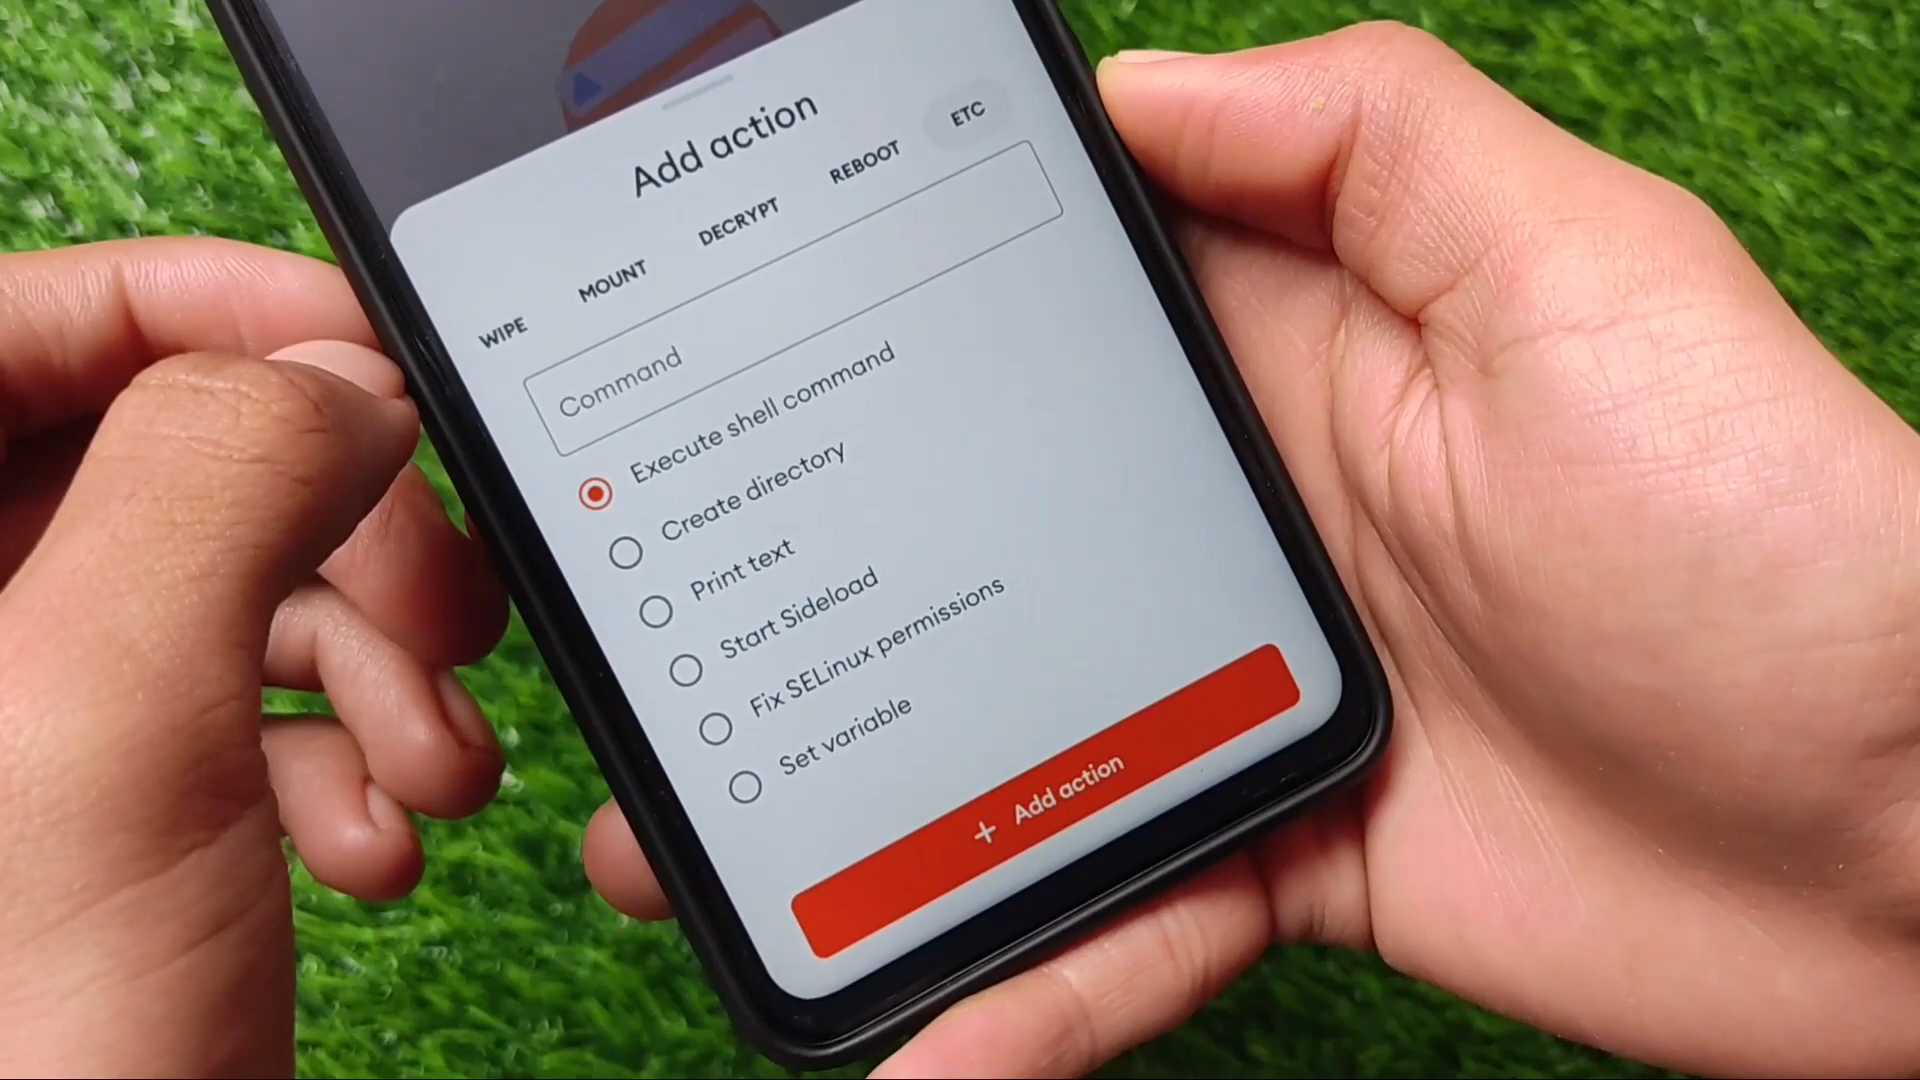 Add action
WIPE MOUNT DECRYPT REBOOT ETC
Command
Execute shell command
Create directory
Print text
Start Sideload
Fix SELinux permissions
Set variable
+ Add action